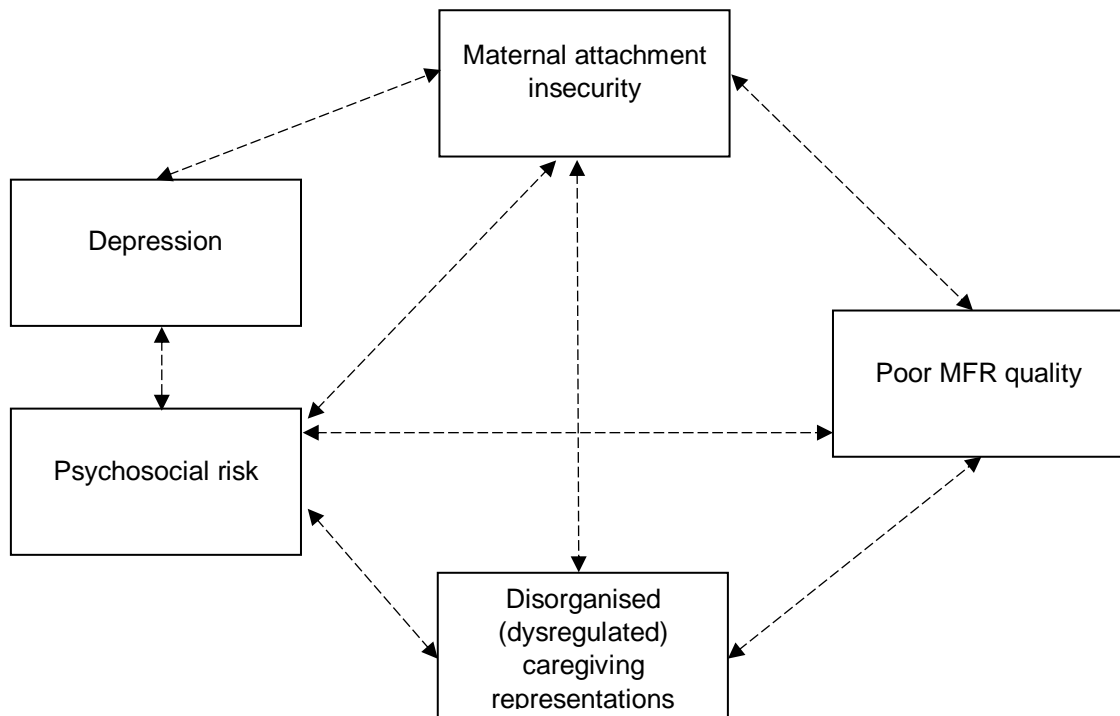 Maternal attachment
insecurity
Depression
Poor MFR quality
Psychosocial risk
Disorganised
(dysregulated)
caregiving
representations